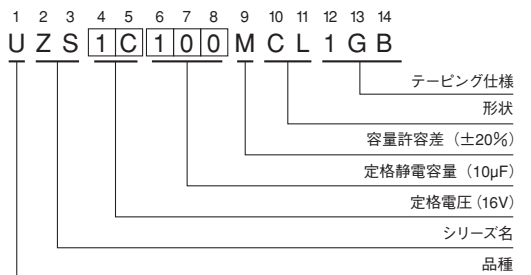 1 2 3 4 5 6 7 8 9 10 11 12 13 14
U Z S 1 C 1 0 0 M C L 1 G B
テーピング仕様
形状
容量許容差（±20％）
定格静電容量（10µF）
定格電圧（16V）
シリーズ名
品種